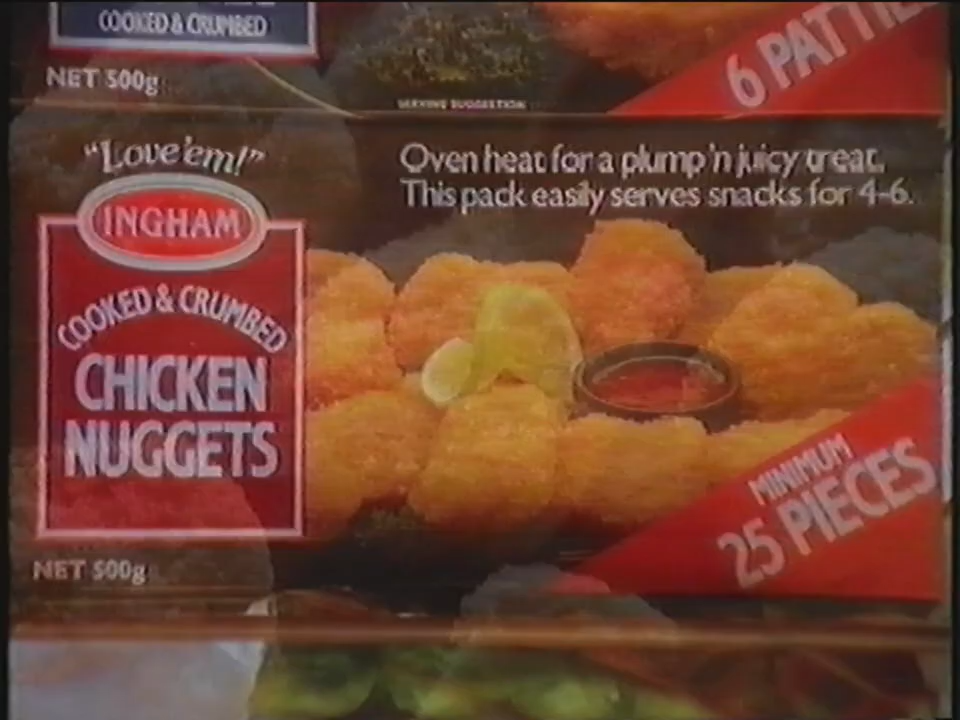 COOKED & CRUMBED
NET 500g
SERVING SUGGESTION
6 PATTIES
"Love'em!"
INGHAM
COOKED & CRUMBED
CHICKEN
NUGGETS
NET 500g
Oven heat for a plump'n juicy treat.
This pack easily serves snacks for 4-6.
MINIMUM
25 PIECES